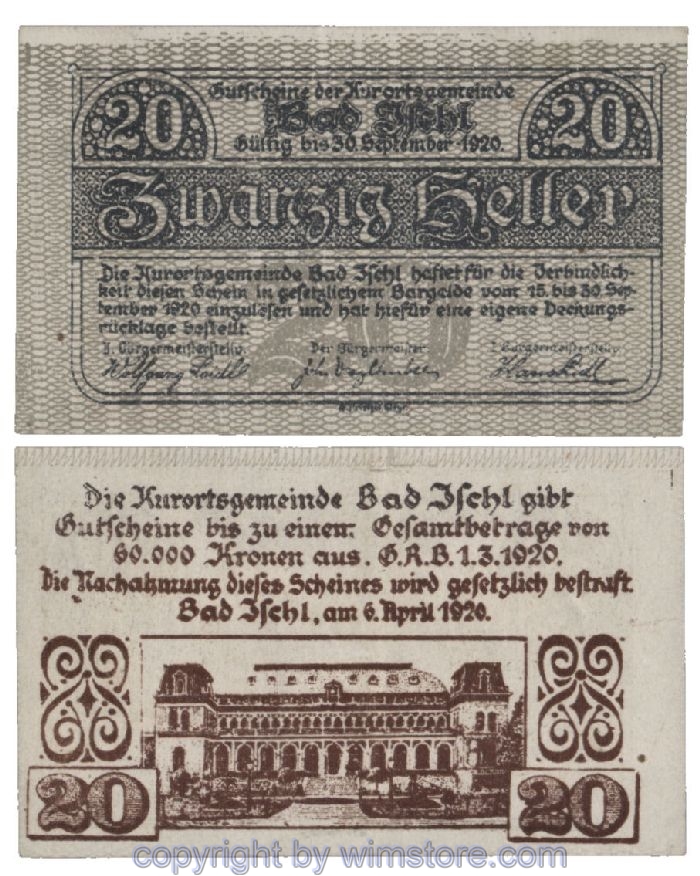 20
Gutscheine der Kurortsgemeinde
Bad Ischl
Gültig bis 30. September 1920.
20
Zwanzig Heller
Die Kurortsgemeinde Bad Ischl haftet für die Verbindlich-
keit diesen Schein in gesetzlichem Bargelde vom 15. bis 30. Sep-
tember 1920 einzulösen und hat hiefür eine eigene Deckungs-
rücklage bestellt.
Bürgermeisterstellv. Der Bürgermeister: Bürgermeisterstellv.
20
Die Kurortsgemeinde Bad Ischl gibt
Gutscheine bis zu einem Gesamtbetrage von
60.000 Kronen aus. G.R.B. 1.3.1920.
Die Nachahmung dieses Scheines wird gesetzlich bestraft.
Bad Ischl, am 6. April 1920.
20 20
copyright by wimstore.com